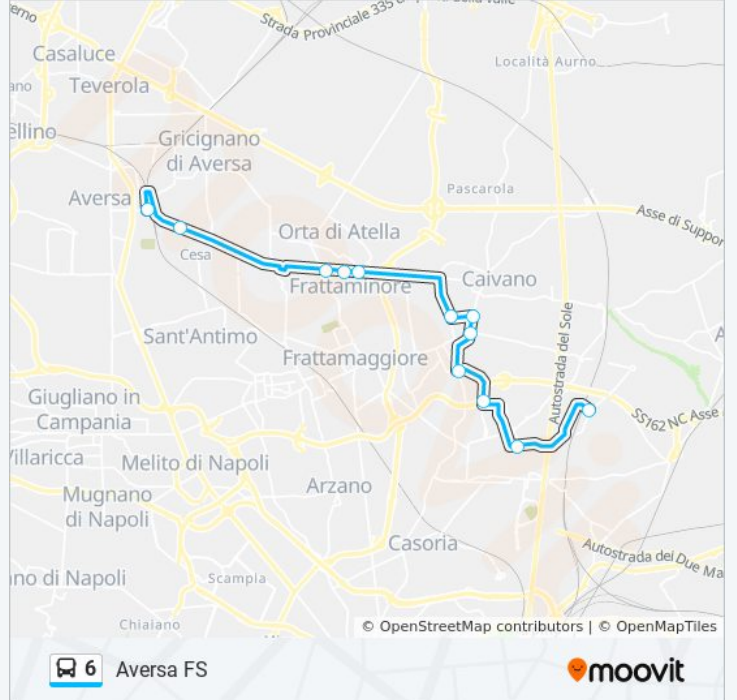 Strada Provinciale 335
Casaluce
Teverola
Località Aurno
Gricignano
di Aversa
Pascarola
Aversa
Asse di Suppor
Orta di Atella
Cesa
Caivano
Frattaminore
Autostrada del Sole
Sant'Antimo
Frattamaggiore
Giugliano in
Campania
SS162 NC Asse
Villaricca
Melito di Napoli
Arzano
Mugnano
di Napoli
Casoria
Autostrada dei Due Ma
no di Napoli
Scampia
Chiaiano
© OpenStreetMap contributors | © OpenMapTiles
6 Aversa FS
moovit